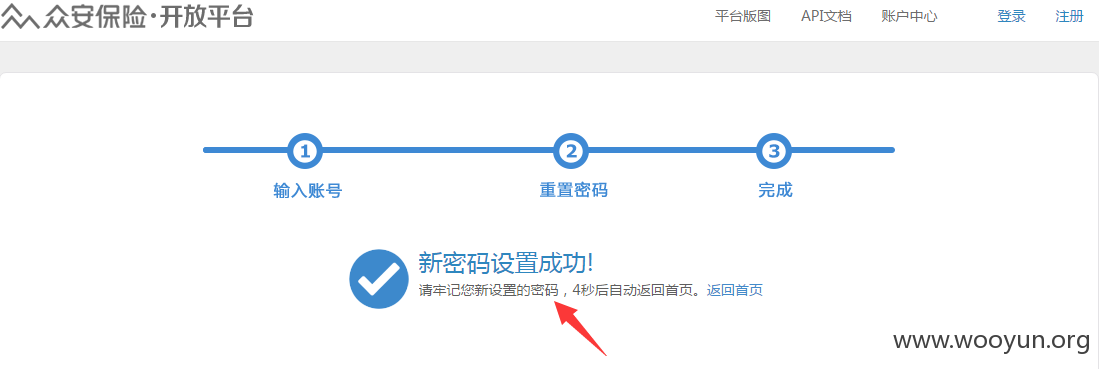 众安保险·开放平台 平台版图 API文档 账户中心 登录 注册
1 2 3
输入账号 重置密码 完成
新密码设置成功!
请牢记您新设置的密码，4秒后自动返回首页。返回首页
www.wooyun.org